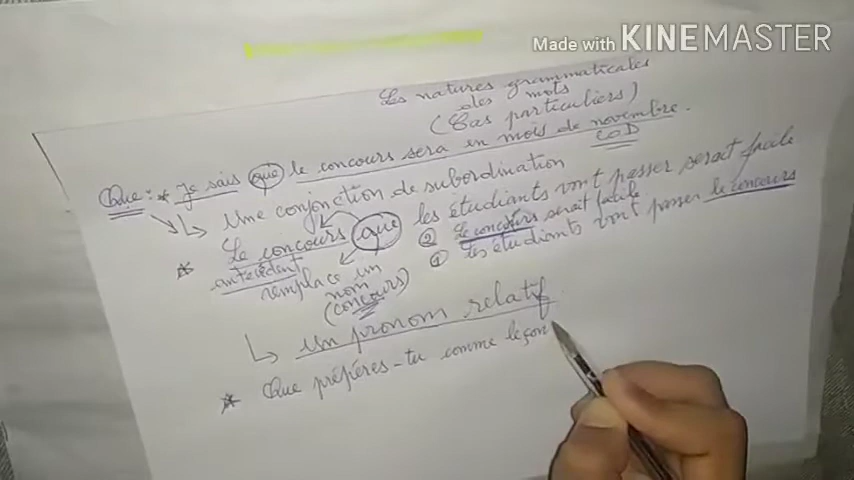 Made with KINEMASTER
Les natures grammaticales
des mots
(Cas particuliers)
Que: * Je sais que le concours sera en mois de novembre.
COD
Une conjonction de subordination
* Le concours que les étudiants vont passer serait facile
antécédent
② Le concours serait facile
remplace un
① les étudiants vont passer le concours
nom
(concours)
un pronom relatif
* Que prépères-tu comme leçon